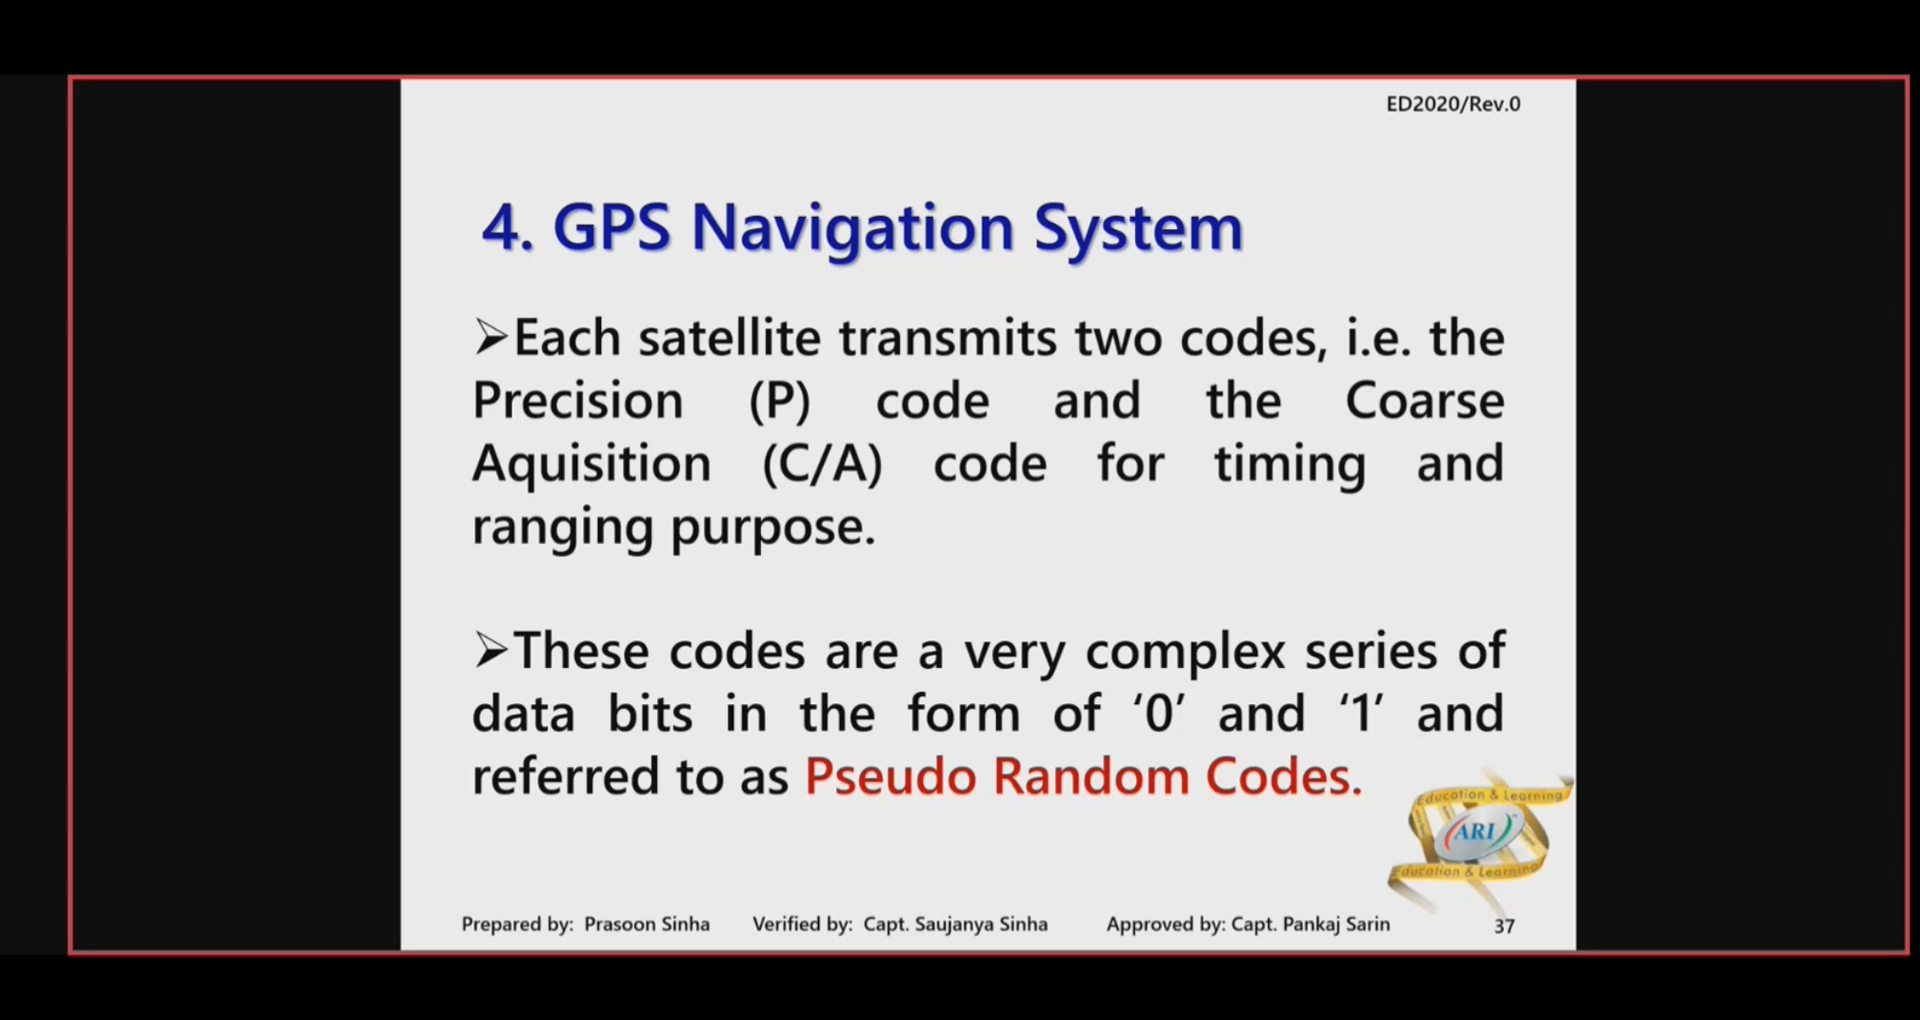 ED2020/Rev.0
4. GPS Navigation System
➢Each satellite transmits two codes, i.e. the
Precision (P) code and the Coarse
Aquisition (C/A) code for timing and
ranging purpose.
➢These codes are a very complex series of
data bits in the form of ‘0’ and ‘1’ and
referred to as Pseudo Random Codes.
Education & Learning
ARI
Education & Learning
Prepared by: Prasoon Sinha Verified by: Capt. Saujanya Sinha Approved by: Capt. Pankaj Sarin 37